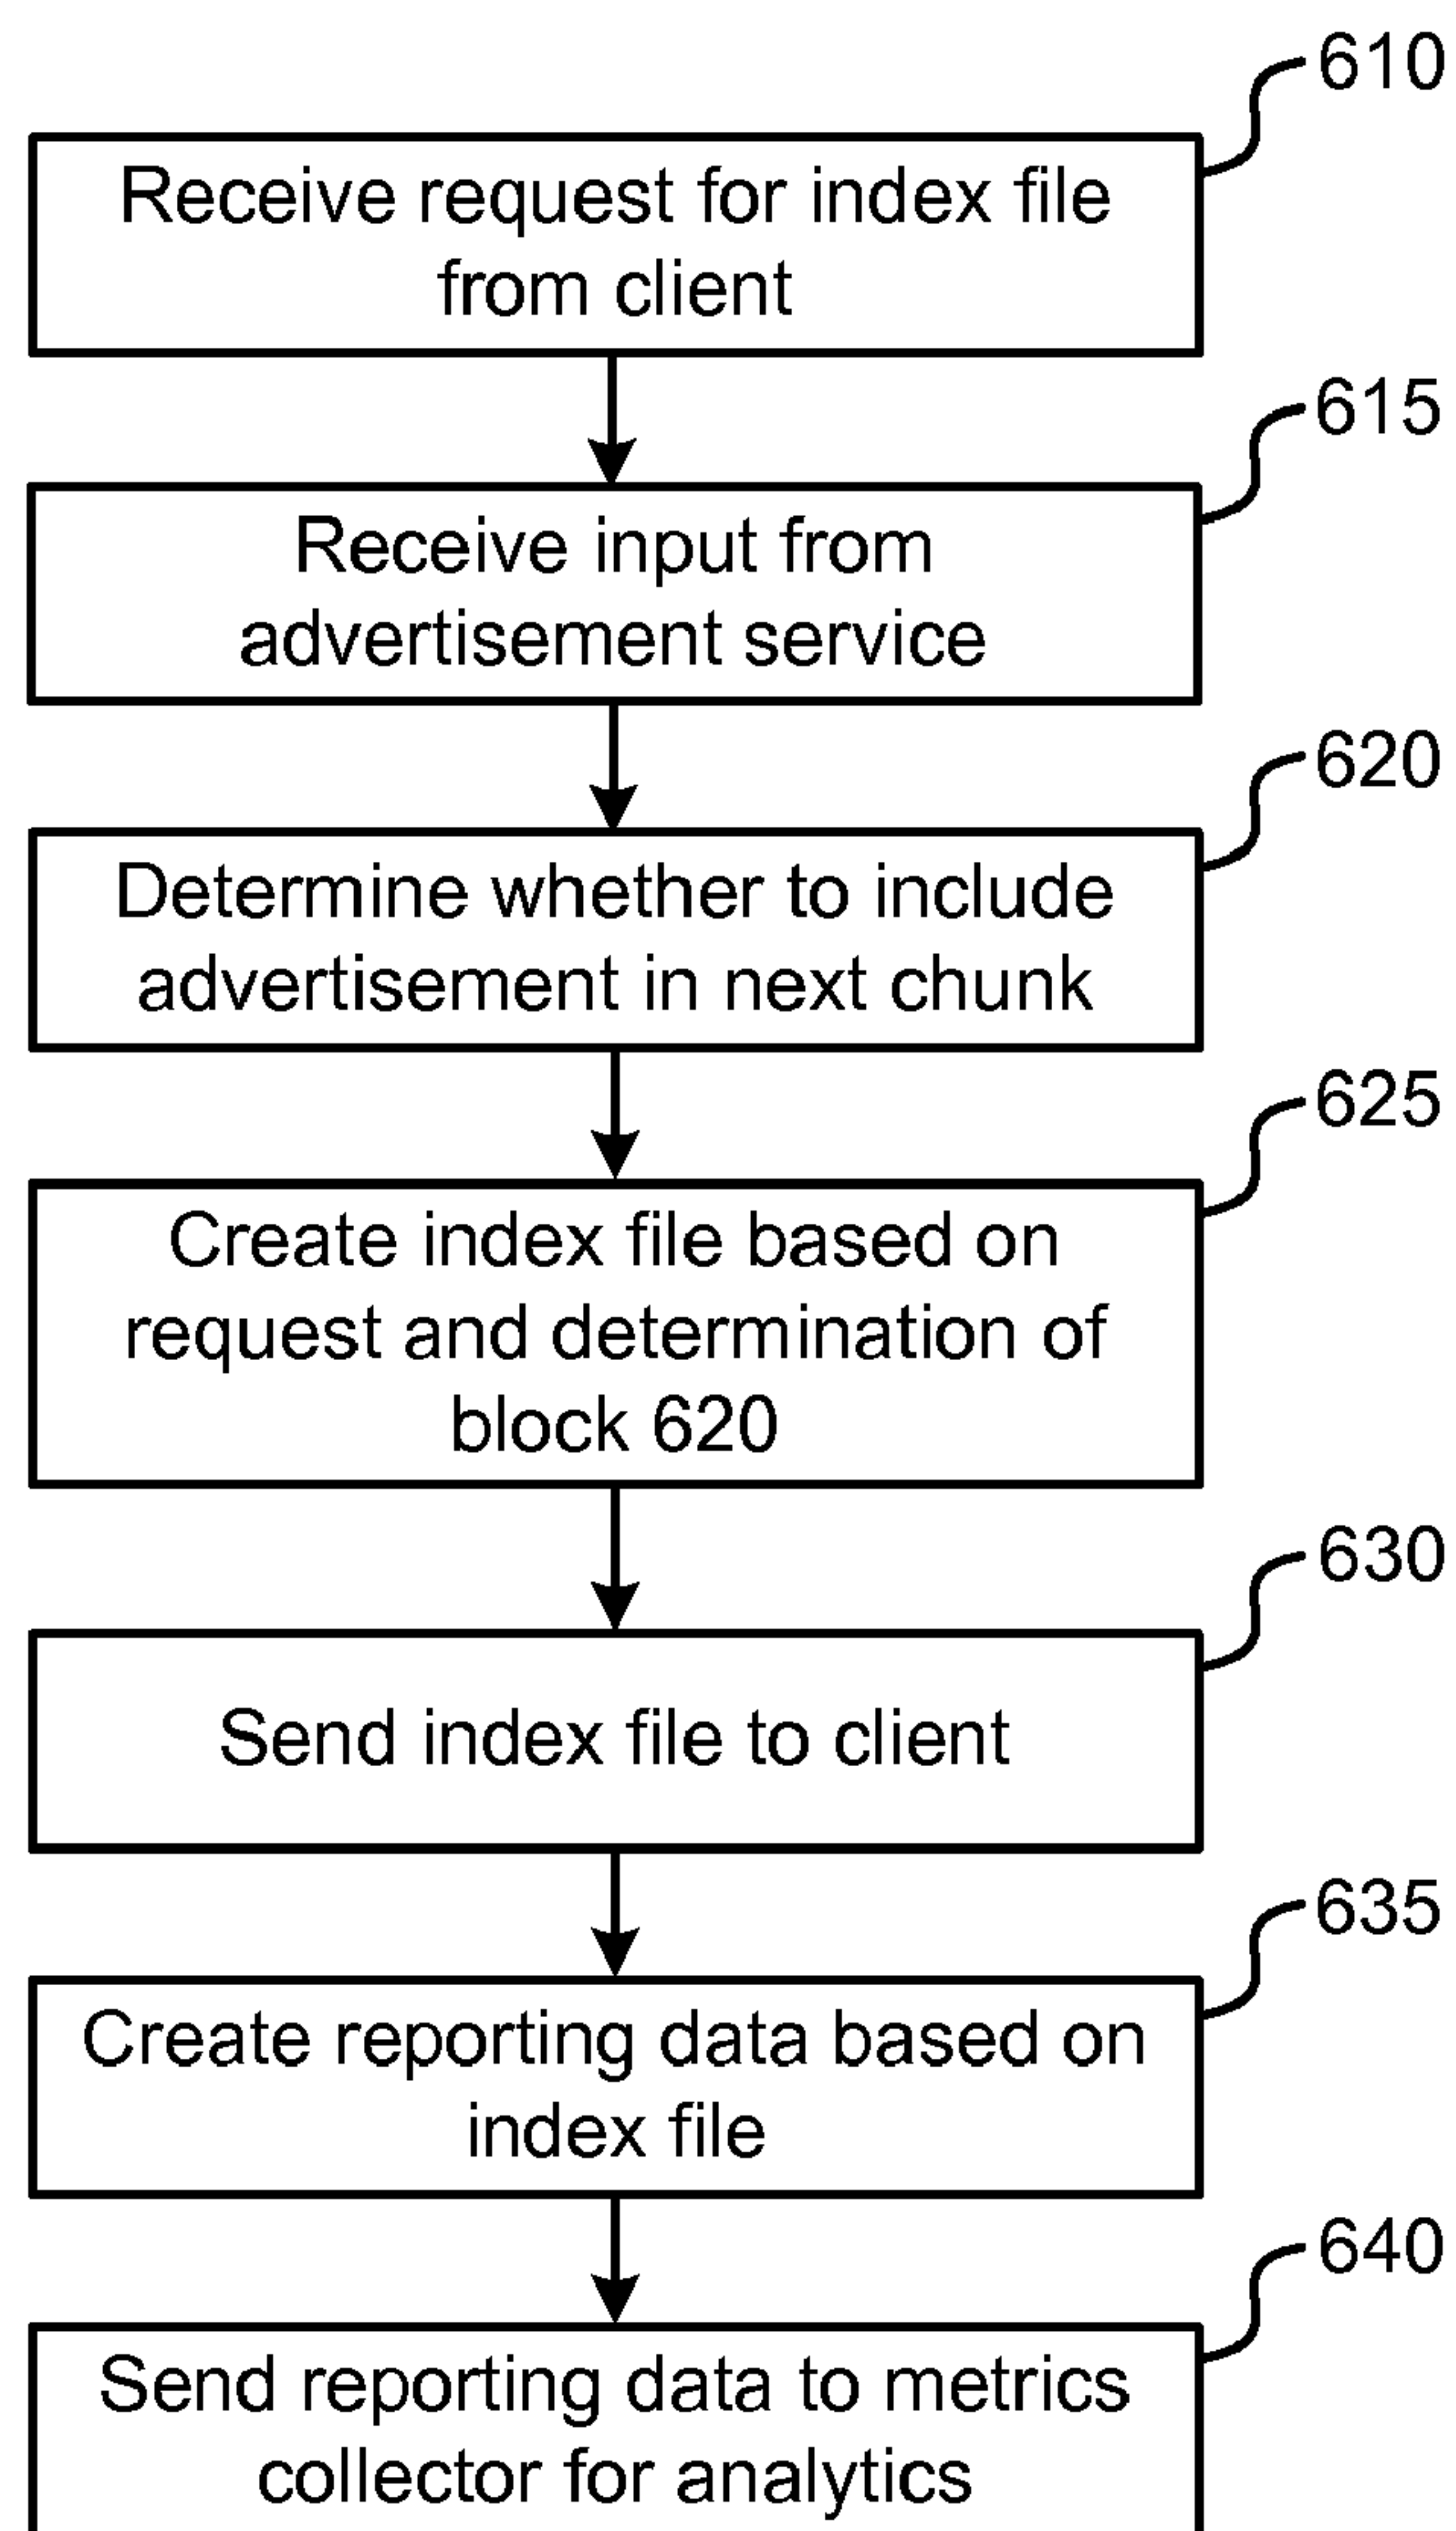 610
Receive request for index file
from client
615
Receive input from
advertisement service
620
Determine whether to include
advertisement in next chunk
625
Create index file based on
request and determination of
block 620
630
Send index file to client
635
Create reporting data based on
index file
640
Send reporting data to metrics
collector for analytics